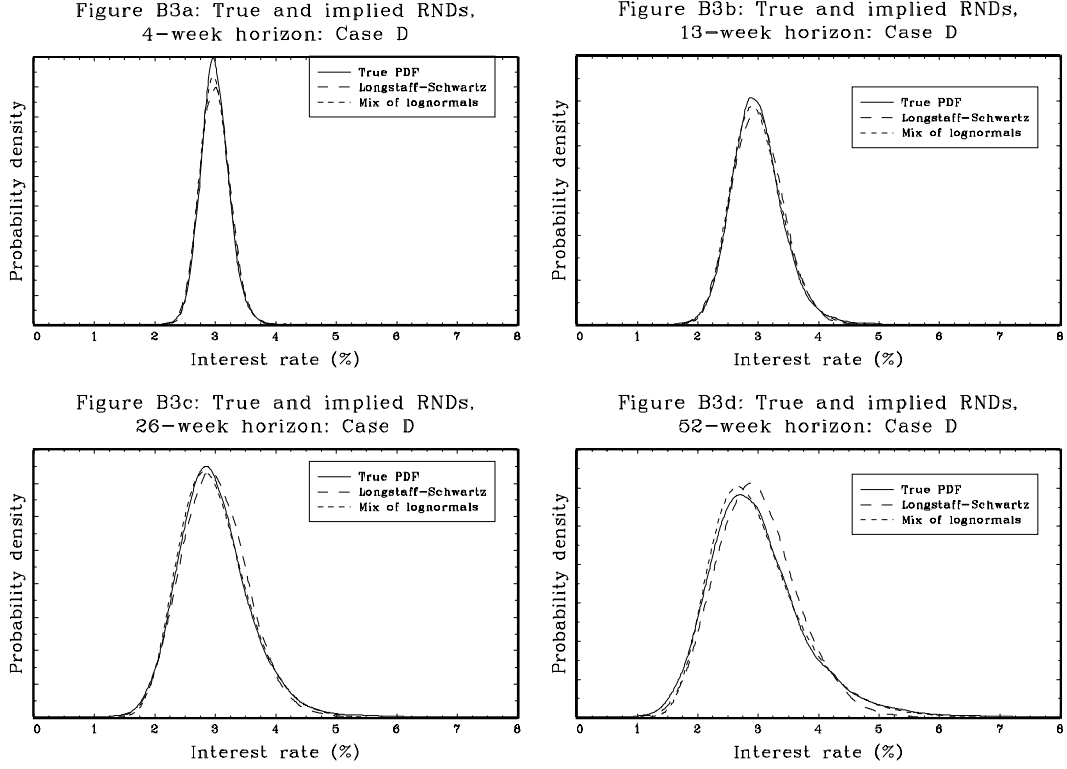 Figure B3a: True and implied RNDs,
4-week horizon: Case D
Probability density
True PDF
Longstaff-Schwartz
Mix of lognormals
0 1 2 3 4 5 6 7 8
Interest rate (%)
Figure B3b: True and implied RNDs,
13-week horizon: Case D
Probability density
True PDF
Longstaff-Schwartz
Mix of lognormals
0 1 2 3 4 5 6 7 8
Interest rate (%)
Figure B3c: True and implied RNDs,
26-week horizon: Case D
Probability density
True PDF
Longstaff-Schwartz
Mix of lognormals
0 1 2 3 4 5 6 7 8
Interest rate (%)
Figure B3d: True and implied RNDs,
52-week horizon: Case D
Probability density
True PDF
Longstaff-Schwartz
Mix of lognormals
0 1 2 3 4 5 6 7 8
Interest rate (%)